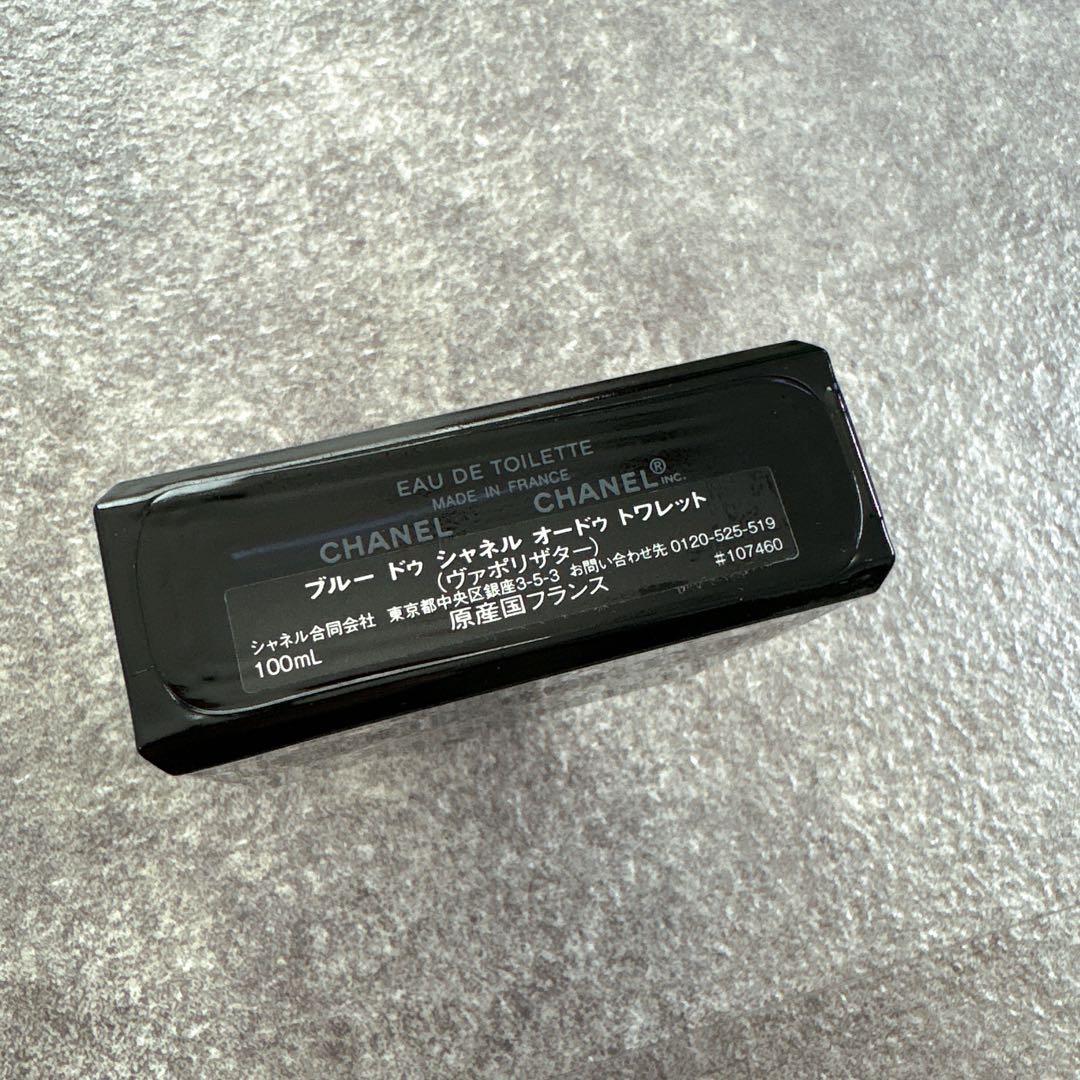 EAU DE TOILETTE
MADE IN FRANCE
CHANEL CHANEL® INC.
ブルー ドゥ シャネル オードゥ トワレット
(ヴァポリザター)
シャネル合同会社 東京都中央区銀座3-5-3 お問い合わせ先 0120-525-519
100mL 原産国フランス #107460